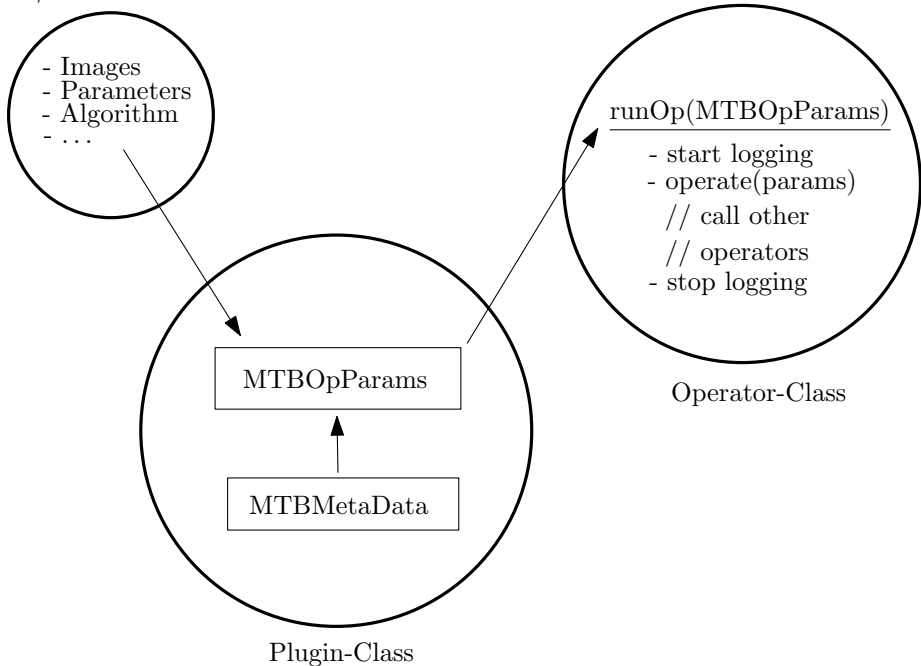 - Images
- Parameters
- Algorithm
- . . .
runOp(MTBOpParams)
- start logging
- operate(params)
// call other
// operators
- stop logging
Operator-Class
MTBOpParams
MTBMetaData
Plugin-Class